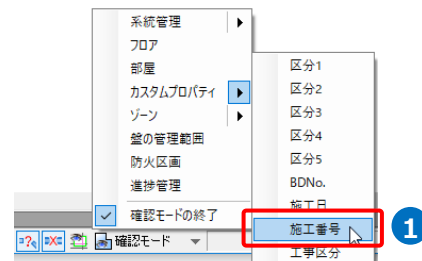 系統管理
フロア
部屋
カスタムプロパティ
ゾーン
盤の管理範囲
防火区画
進捗管理
確認モードの終了
確認モード
区分1
区分2
区分3
区分4
区分5
BDNo.
施工日
施工番号
工事区分
1